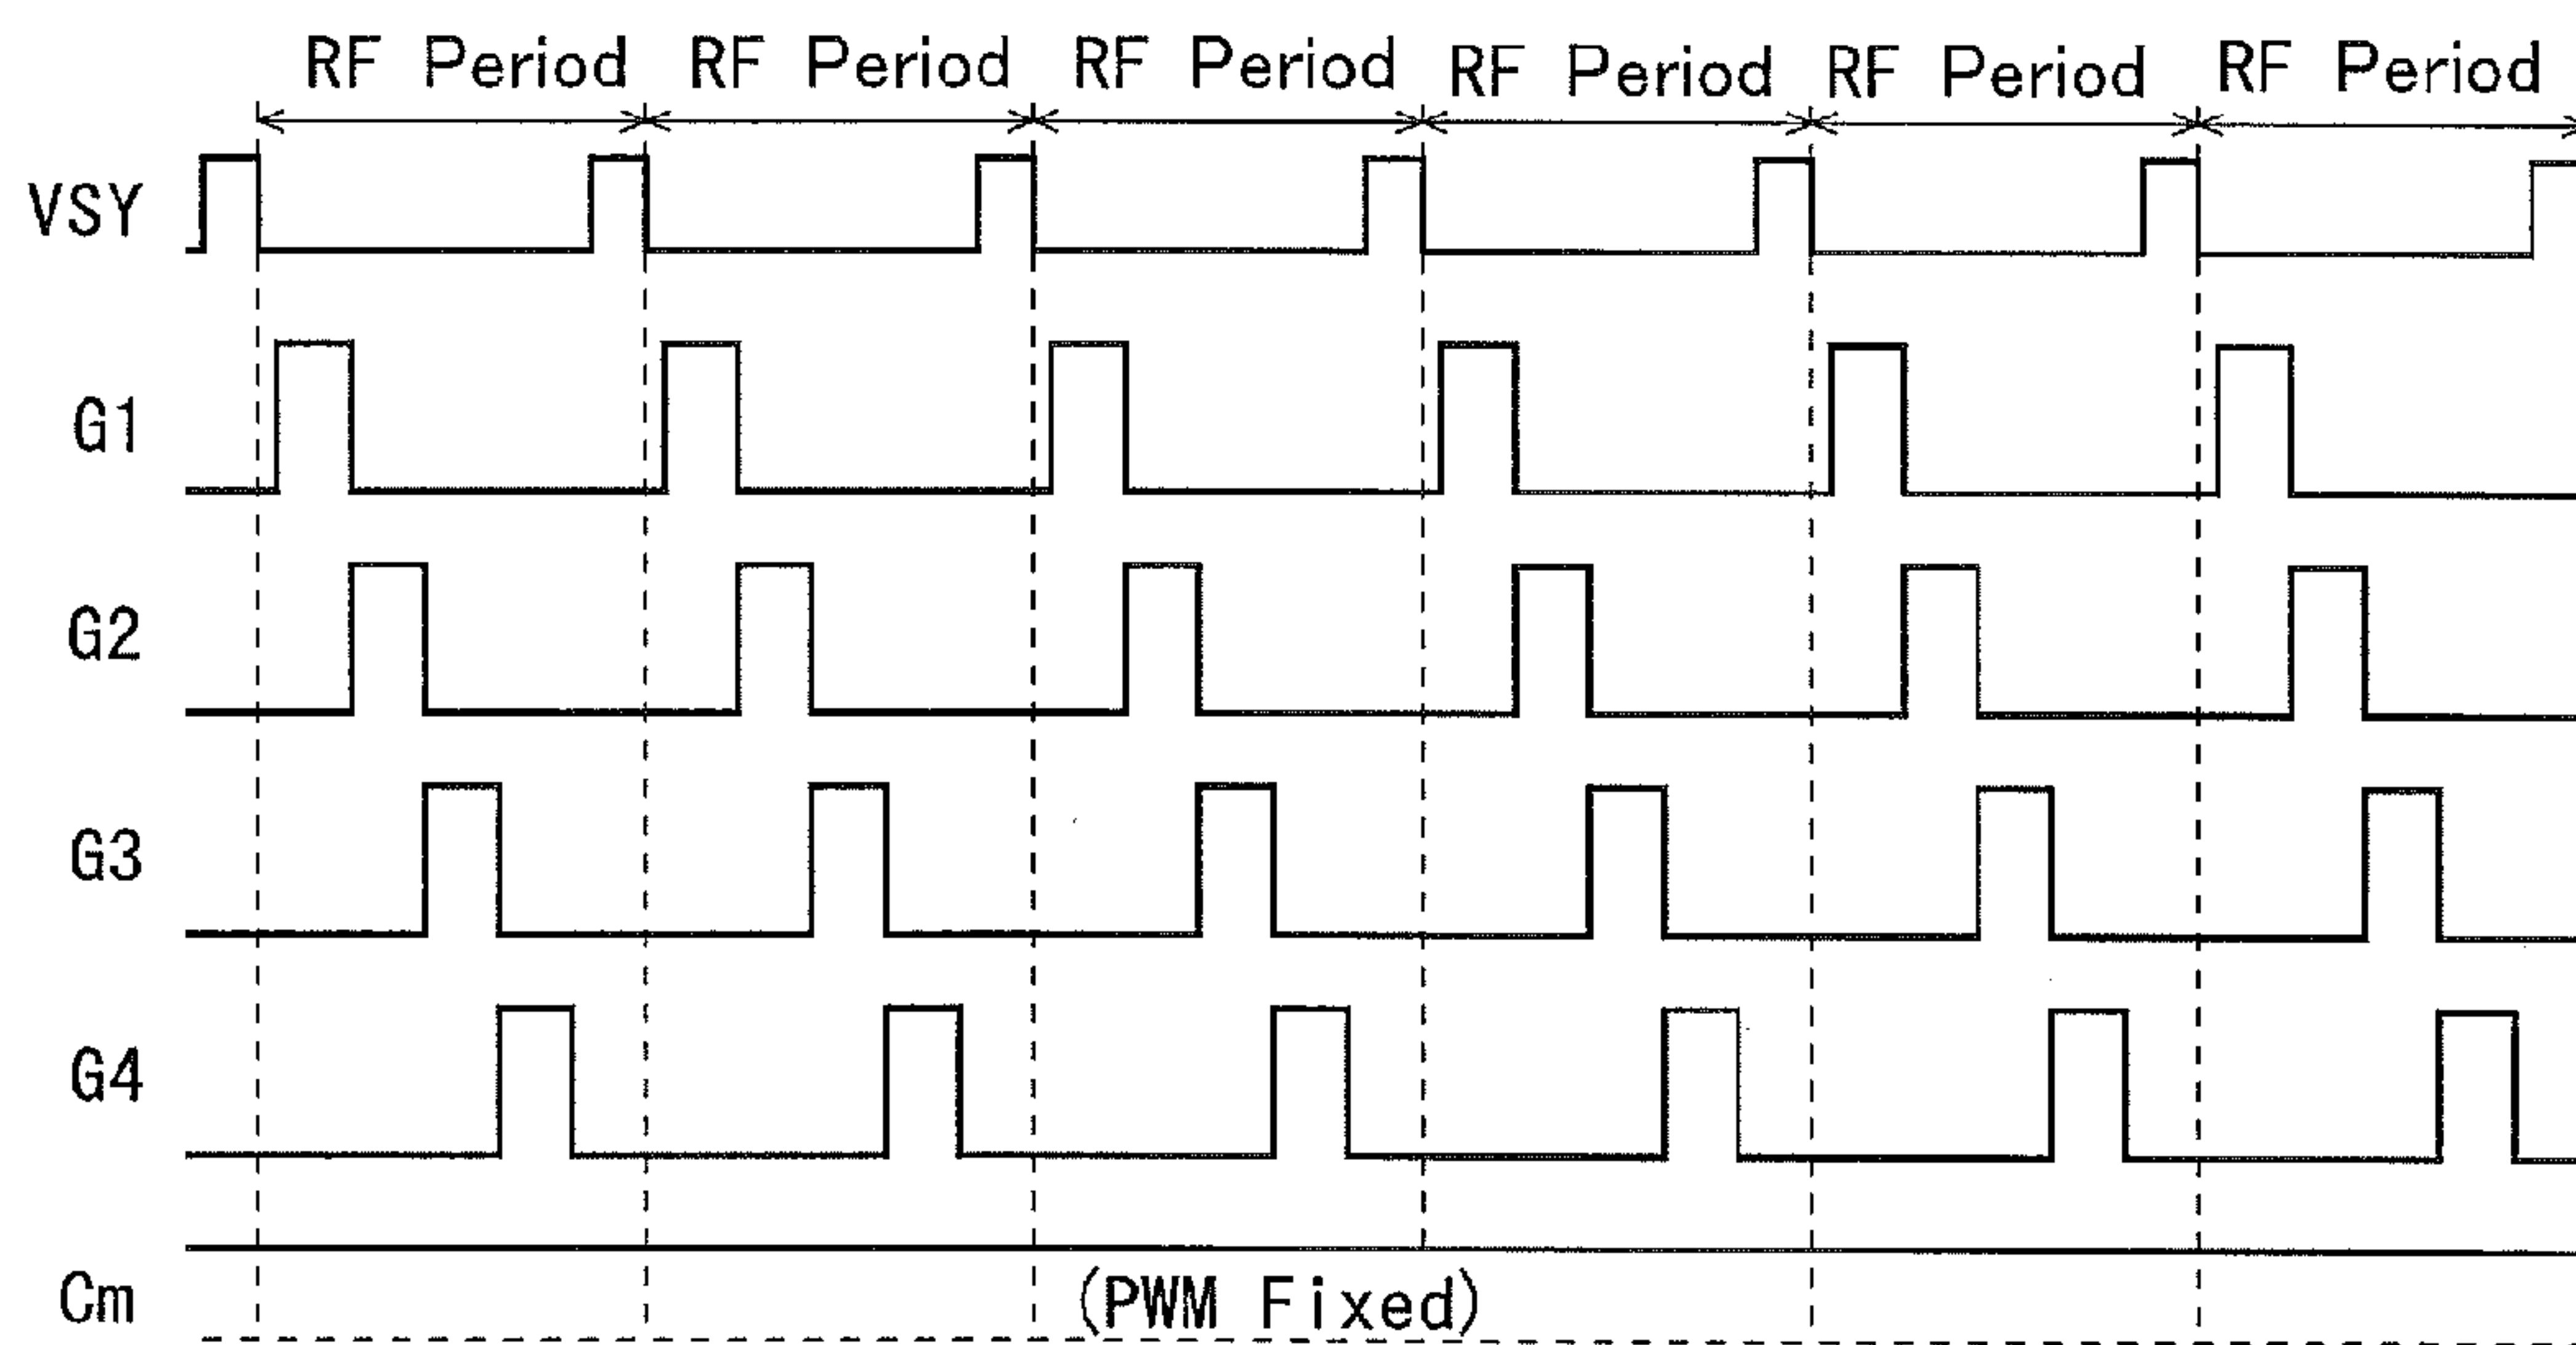 RF Period RF Period RF Period RF Period RF Period RF Period
VSY
G1
G2
G3
G4
Cm
(PWM Fixed)